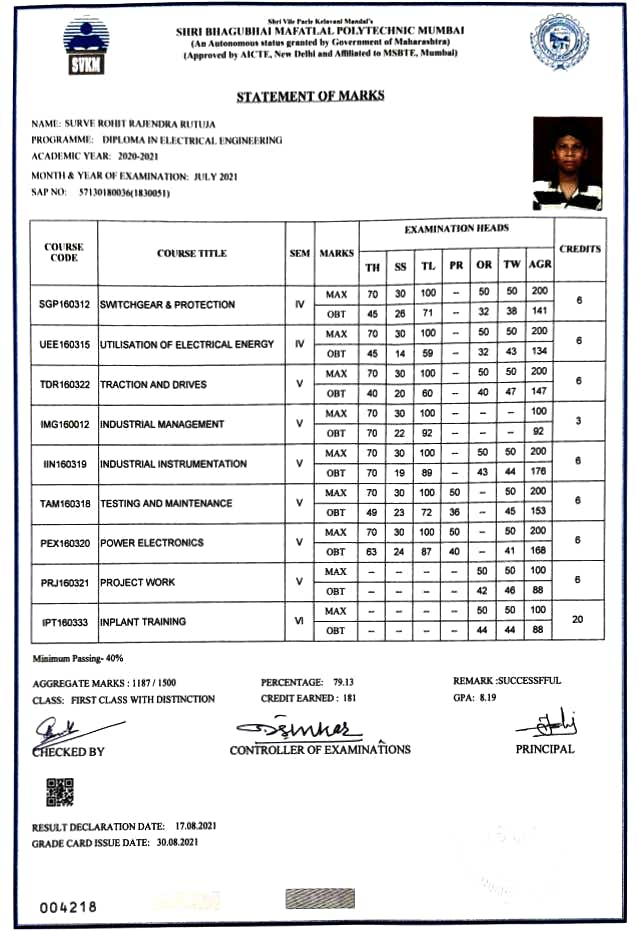 Shri Vile Parle Kelavani Mandal's
SHRI BHAGUBHAI MAFATLAL POLYTECHNIC MUMBAI
(An Autonomous status granted by Government of Maharashtra)
(Approved by AICTE, New Delhi and Affiliated to MSBTE, Mumbai)
SVKM
STATEMENT OF MARKS
NAME: SURVE ROHIT RAJENDRA RUTUJA
PROGRAMME: DIPLOMA IN ELECTRICAL ENGINEERING
ACADEMIC YEAR: 2020-2021
MONTH & YEAR OF EXAMINATION: JULY 2021
SAP NO: 57130180036(1830051)
COURSE CODE COURSE TITLE SEM MARKS EXAMINATION HEADS CREDITS
TH SS TL PR OR TW AGR
SGP160312 SWITCHGEAR & PROTECTION IV MAX 70 30 100 -- 50 50 200 6
OBT 45 26 71 -- 32 38 141
UEE160315 UTILISATION OF ELECTRICAL ENERGY IV MAX 70 30 100 -- 50 50 200 6
OBT 45 14 59 -- 32 43 134
TDR160322 TRACTION AND DRIVES V MAX 70 30 100 -- 50 50 200 6
OBT 40 20 60 -- 40 47 147
IMG160012 INDUSTRIAL MANAGEMENT V MAX 70 30 100 -- -- -- 100 3
OBT 70 22 92 -- -- -- 92
IIN160319 INDUSTRIAL INSTRUMENTATION V MAX 70 30 100 -- 50 50 200 6
OBT 70 19 89 -- 43 44 176
TAM160318 TESTING AND MAINTENANCE V MAX 70 30 100 50 -- 50 200 6
OBT 49 23 72 36 -- 45 153
PEX160320 POWER ELECTRONICS V MAX 70 30 100 50 -- 50 200 6
OBT 63 24 87 40 -- 41 168
PRJ160321 PROJECT WORK V MAX -- -- -- -- 50 50 100 6
OBT -- -- -- -- 42 46 88
IPT160333 INPLANT TRAINING VI MAX -- -- -- -- 50 50 100 20
OBT -- -- -- -- 44 44 88
Minimum Passing- 40%
AGGREGATE MARKS : 1187 / 1500 PERCENTAGE: 79.13 REMARK :SUCCESSFFUL
CLASS: FIRST CLASS WITH DISTINCTION CREDIT EARNED : 181 GPA: 8.19
CHECKED BY CONTROLLER OF EXAMINATIONS PRINCIPAL
RESULT DECLARATION DATE: 17.08.2021
GRADE CARD ISSUE DATE: 30.08.2021
004218